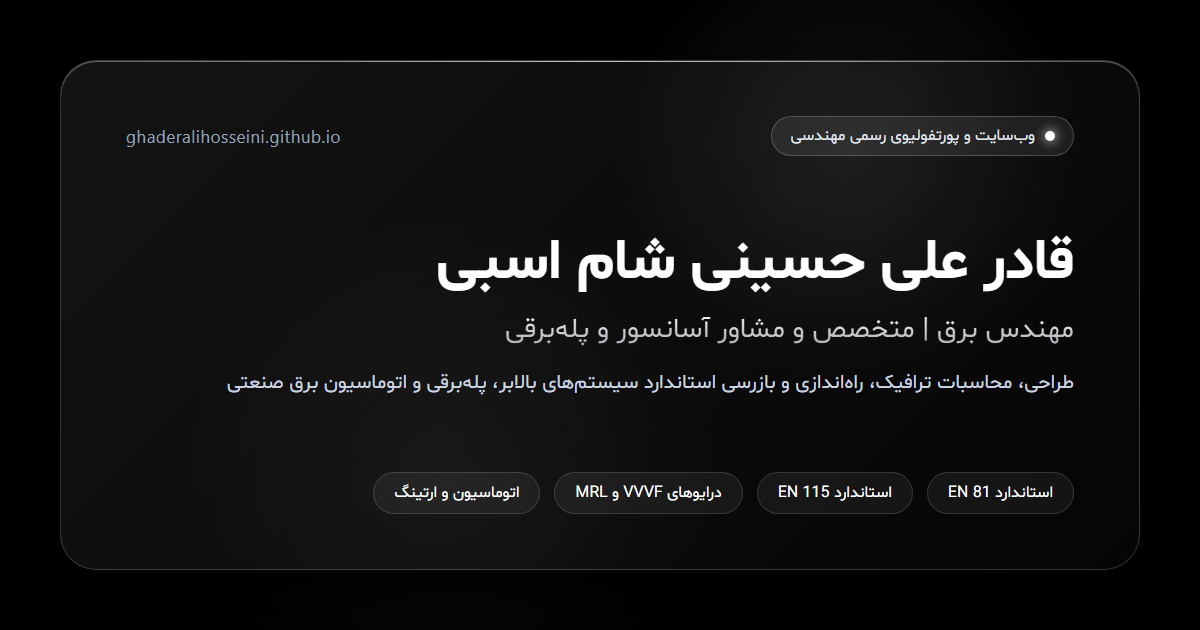 وب‌سایت و پورتفولیوی رسمی مهندسی
ghaderalihosseini.github.io
قادر علی حسینی شام اسبی
مهندس برق | متخصص و مشاور آسانسور و پله‌برقی
طراحی، محاسبات ترافیک، راه‌اندازی و بازرسی استاندارد سیستم‌های بالابر، پله‌برقی و اتوماسیون برق صنعتی
استاندارد EN 81
استاندارد EN 115
درایوهای VVVF و MRL
اتوماسیون و ارتینگ